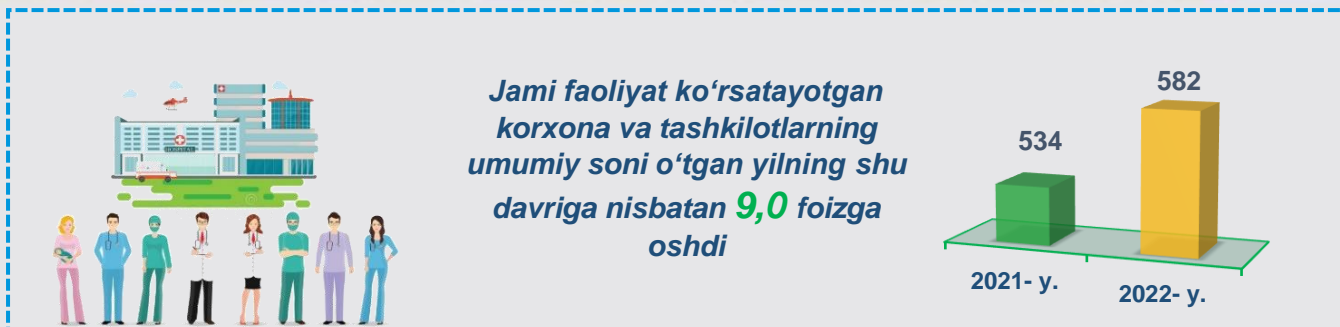 HOSPITAL
Jami faoliyat ko‘rsatayotgan
korxona va tashkilotlarning
umumiy soni o‘tgan yilning shu
davriga nisbatan 9,0 foizga
oshdi
534
582
2021- y.
2022- y.